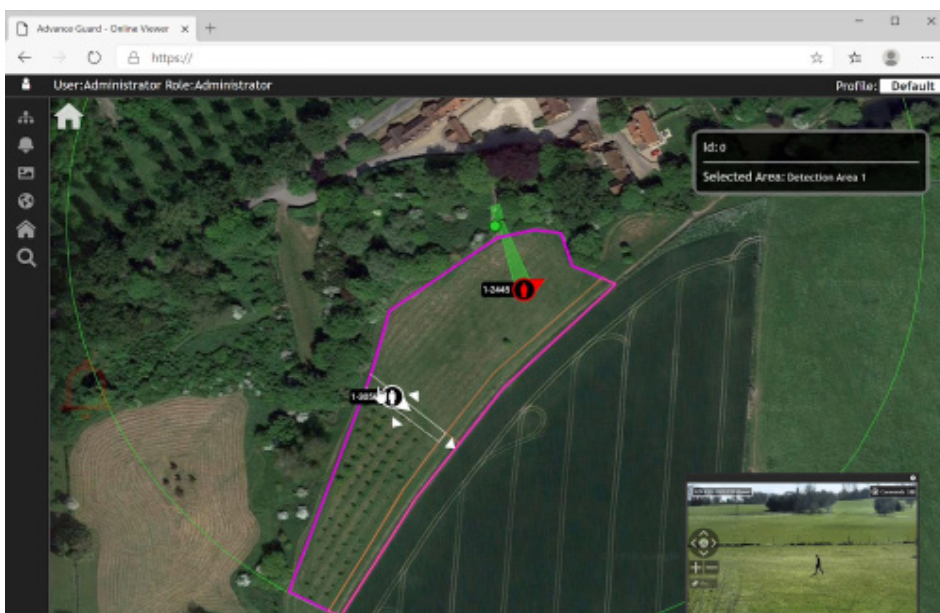 Advance Guard - Online Viewer
https://
User:Administrator Role:Administrator
Profile: Default
Id: 0
Selected Area: Detection Area 1
1-2445